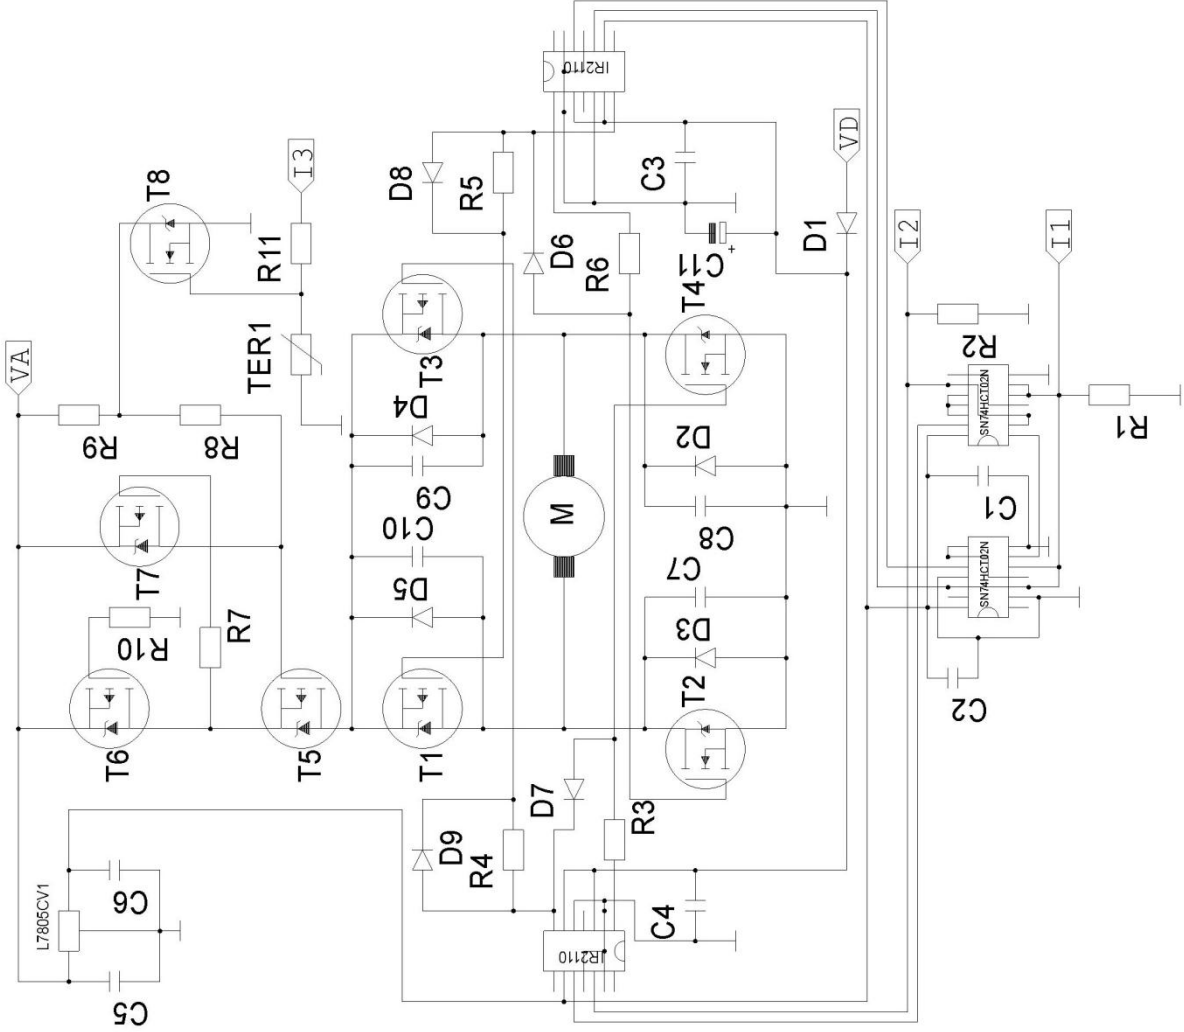 IR2110
D8
R5
C3
VD
T8
I3
R11
D6
R6
C11
+
D1
I2
I1
VA
TER1
T3
T4
R2
R9
R8
D4
D2
SN74HCT02N
R1
C9
M
C8
C1
T7
C10
C7
SN74HCT02N
R10
R7
D5
D3
T6
T5
T1
T2
C2
D7
R3
L7805CV1
C6
D9
R4
C5
IR2110
C4